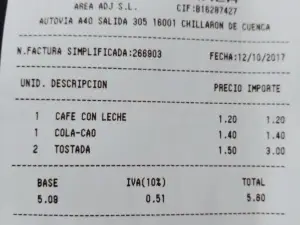 AREA ADJ S.L. CIF:B16287427
AUTOVIA A40 SALIDA 305 16001 CHILLARON DE CUENCA
N.FACTURA SIMPLIFICADA:266903 FECHA:12/10/2017
UNID. DESCRIPCION PRECIO IMPORTE
1 CAFE CON LECHE 1.20 1.20
1 COLA-CAO 1.40 1.40
2 TOSTADA 1.50 3.00
BASE IVA(10%) TOTAL
5.09 0.51 5.60